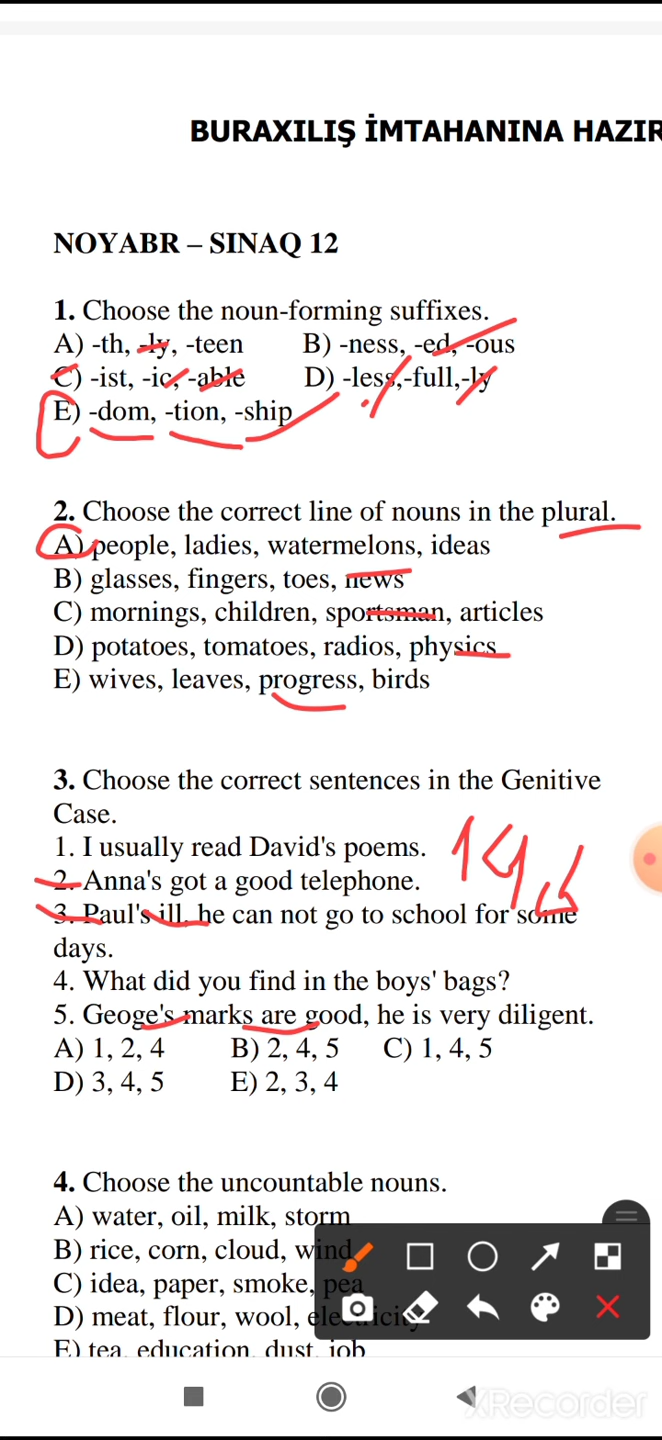 BURAXILIŞ İMTAHANINA HAZIR
NOYABR – SINAQ 12
1. Choose the noun-forming suffixes.
A) -th, -ly, -teen B) -ness, -ed, -ous
C) -ist, -ic, -able D) -less,-full,-ly
E) -dom, -tion, -ship
2. Choose the correct line of nouns in the plural.
A) people, ladies, watermelons, ideas
B) glasses, fingers, toes, news
C) mornings, children, sportsman, articles
D) potatoes, tomatoes, radios, physics
E) wives, leaves, progress, birds
3. Choose the correct sentences in the Genitive
Case.
1. I usually read David's poems.
2. Anna's got a good telephone.
3. Paul's ill, he can not go to school for some
days.
4. What did you find in the boys' bags?
5. Geoge's marks are good, he is very diligent.
A) 1, 2, 4 B) 2, 4, 5 C) 1, 4, 5
D) 3, 4, 5 E) 2, 3, 4
4. Choose the uncountable nouns.
A) water, oil, milk, storm
B) rice, corn, cloud, wind
C) idea, paper, smoke, pea
D) meat, flour, wool, electricity
E) tea, education, dust, job
XRecorder